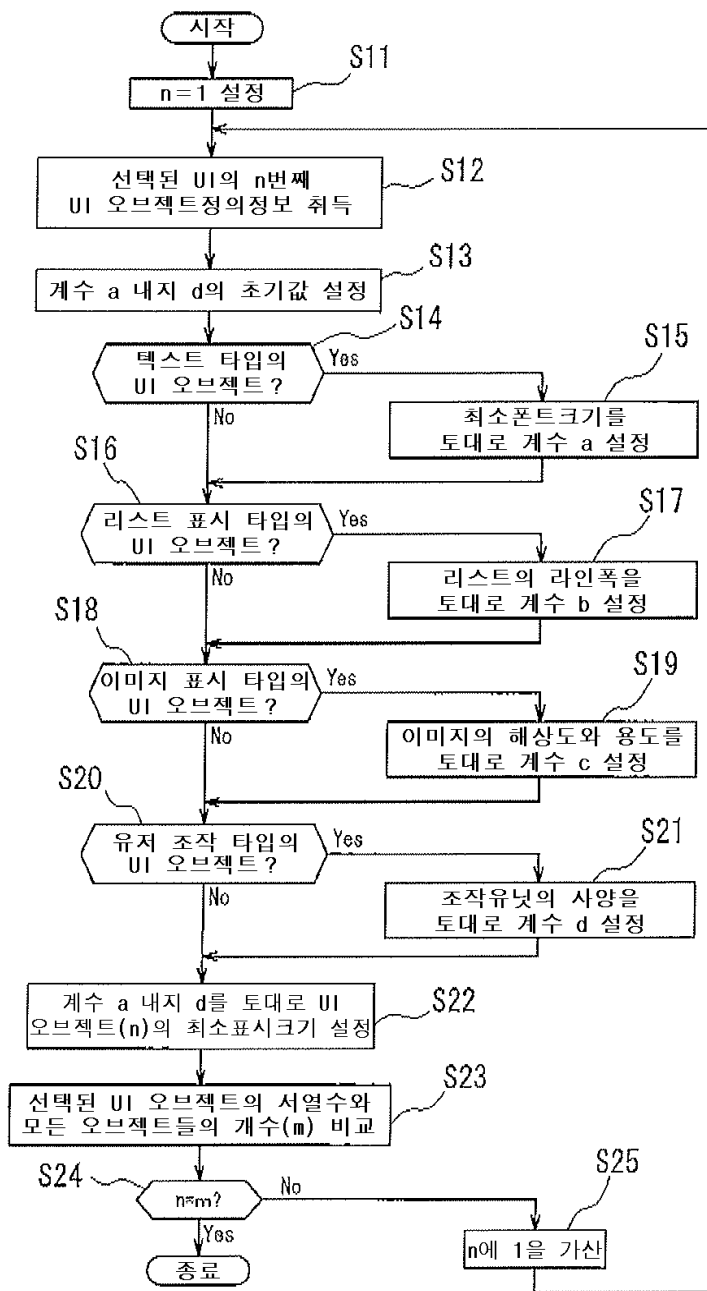 시작
S11
n=1 설정
S12
선택된 UI의 n번째
UI 오브젝트정의정보 취득
S13
계수 a 내지 d의 초기값 설정
S14
텍스트 타입의
UI 오브젝트?
Yes
No
S15
최소폰트크기를
토대로 계수 a 설정
S16
리스트 표시 타입의
UI 오브젝트?
Yes
No
S17
리스트의 라인폭을
토대로 계수 b 설정
S18
이미지 표시 타입의
UI 오브젝트?
Yes
No
S19
이미지의 해상도와 용도를
토대로 계수 c 설정
S20
유저 조작 타입의
UI 오브젝트?
Yes
No
S21
조작유닛의 사양을
토대로 계수 d 설정
S22
계수 a 내지 d를 토대로 UI
오브젝트(n)의 최소표시크기 설정
S23
선택된 UI 오브젝트의 서열수와
모든 오브젝트들의 개수(m) 비교
S24
n=m?
No
Yes
S25
n에 1을 가산
종료